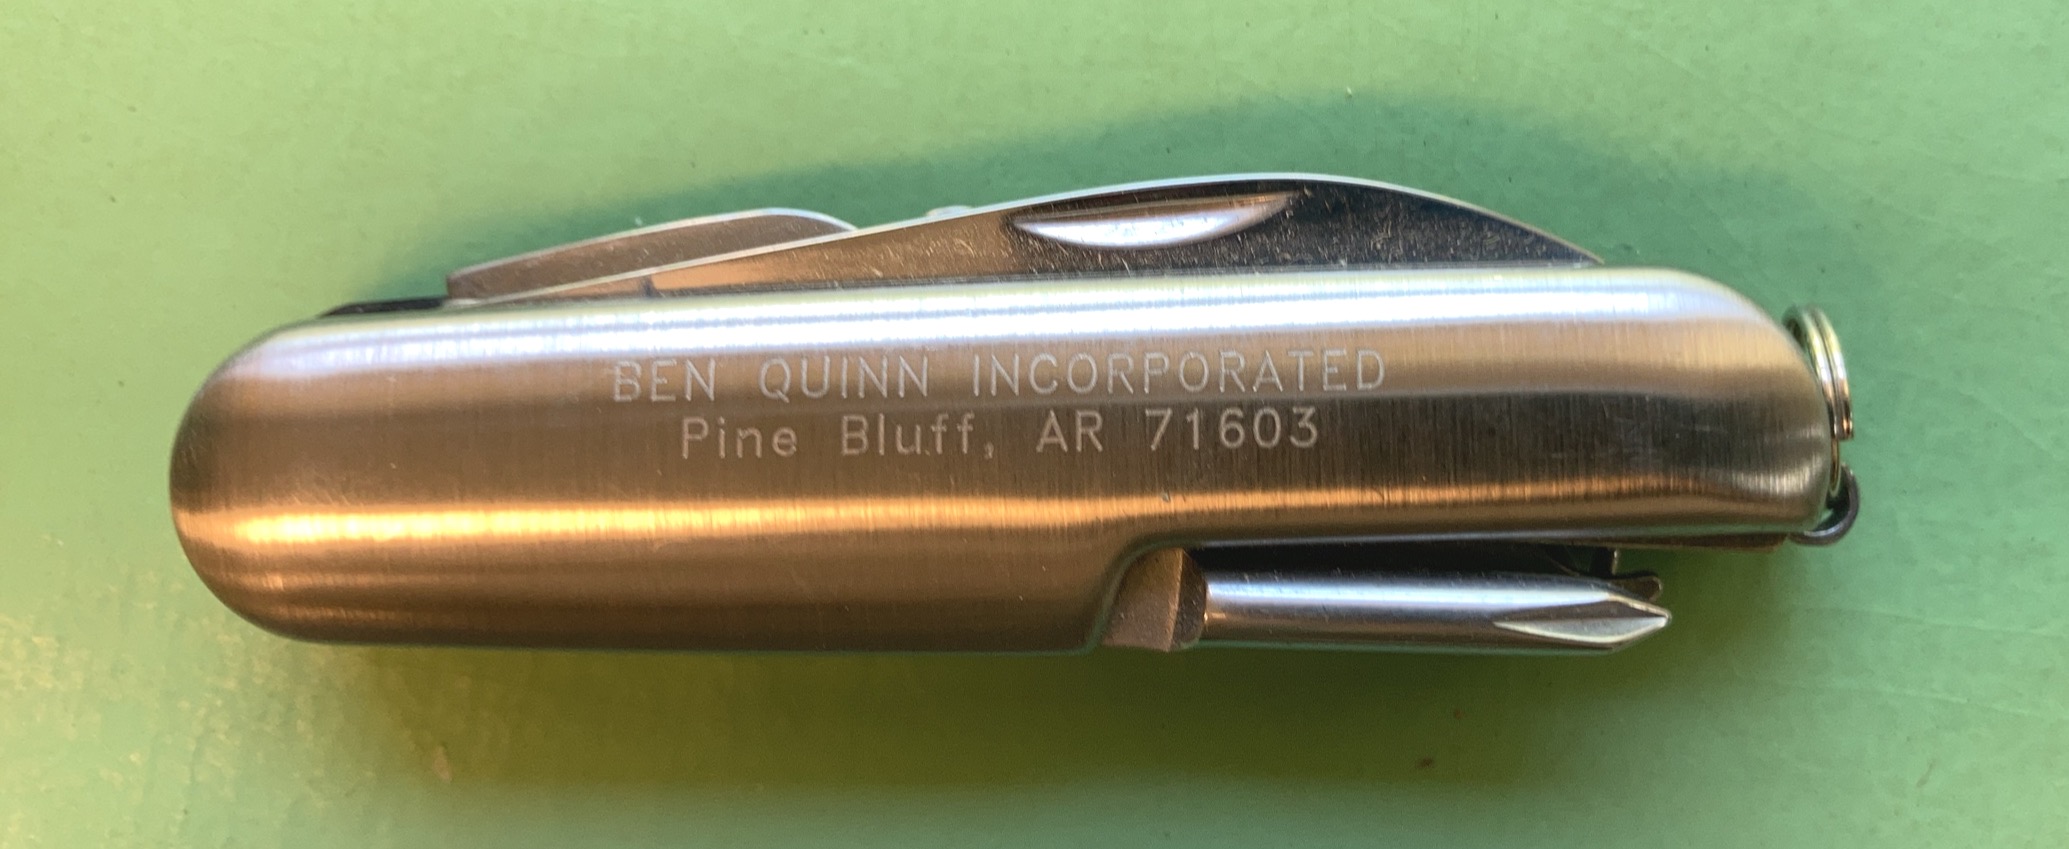 BEN QUINN INCORPORATED
Pine Bluff, AR 71603